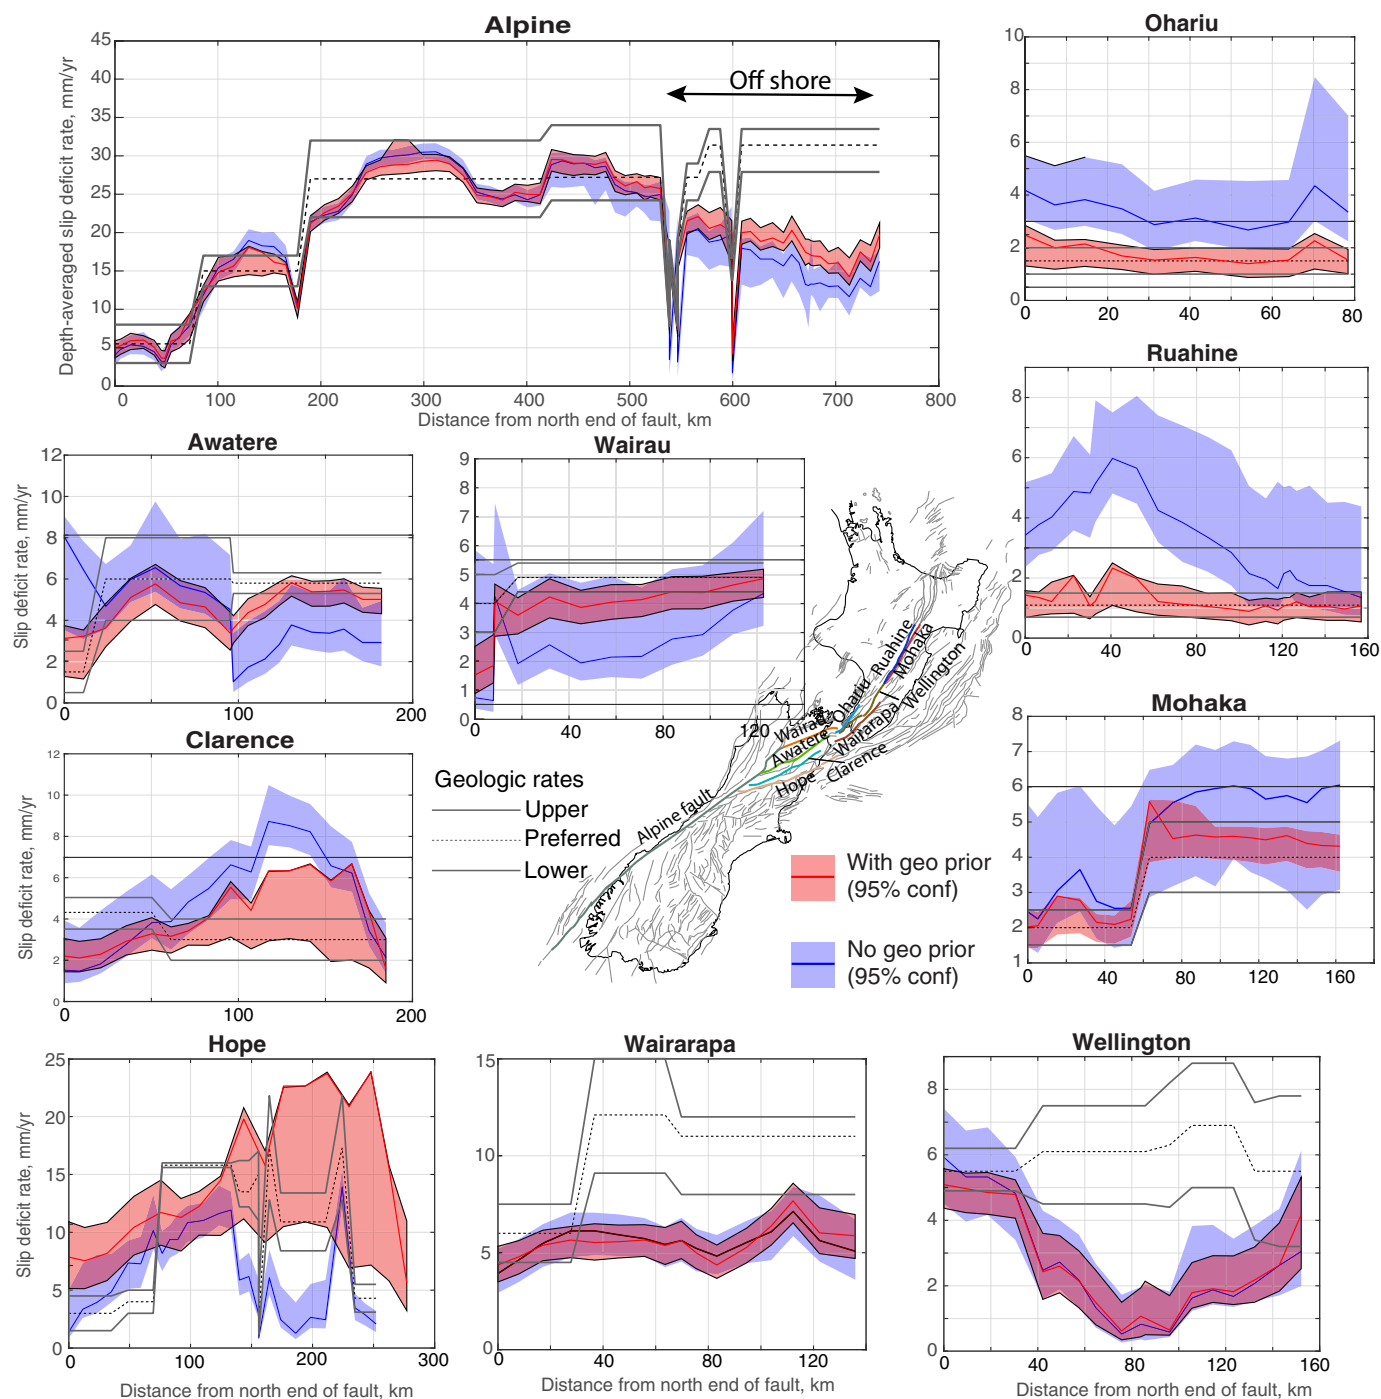 Alpine
45
40
35
30
25
20
15
10
5
0
Depth-averaged slip deficit rate, mm/yr
Off shore
0 100 200 300 400 500 600 700 800
Distance from north end of fault, km
Ohariu
10
8
6
4
2
0
0 20 40 60 80
Ruahine
8
6
4
2
0
0 40 80 120 160
Awatere
12
10
8
6
4
2
0
Slip deficit rate, mm/yr
0 100 200
Wairau
9
8
7
6
5
4
3
2
1
0
0 40 80 120
Clarence
12
10
8
6
4
2
0
Slip deficit rate, mm/yr
0 100 200
Geologic rates
Upper
Preferred
Lower
Ruahine
Mohaka
Wellington
Ohariu
Wairarapa
Wairau
Awatere
Clarence
Hope
Alpine fault
With geo prior
(95% conf)
No geo prior
(95% conf)
Mohaka
8
7
6
5
4
3
2
1
0 40 80 120 160
Hope
25
20
15
10
5
0
Slip deficit rate, mm/yr
0 100 200 300
Distance from north end of fault, km
Wairarapa
15
10
5
0 40 80 120
Distance from north end of fault, km
Wellington
8
6
4
2
0
0 40 80 120 160
Distance from north end of fault, km